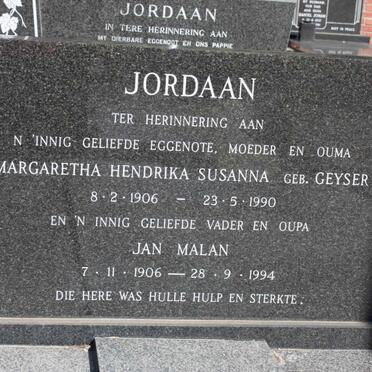 JORDAAN
IN TERE HERINNERING AAN
MY DIERBARE EGGENOOT EN ONS PAPPIE
JORDAAN
TER HERINNERING AAN
N 'INNIG GELIEFDE EGGENOTE, MOEDER EN OUMA
MARGARETHA HENDRIKA SUSANNA GEB. GEYSER
8·2·1906 – 23·5·1990
EN 'N INNIG GELIEFDE VADER EN OUPA
JAN MALAN
7·11·1906 — 28·9·1994
DIE HERE WAS HULLE HULP EN STERKTE.